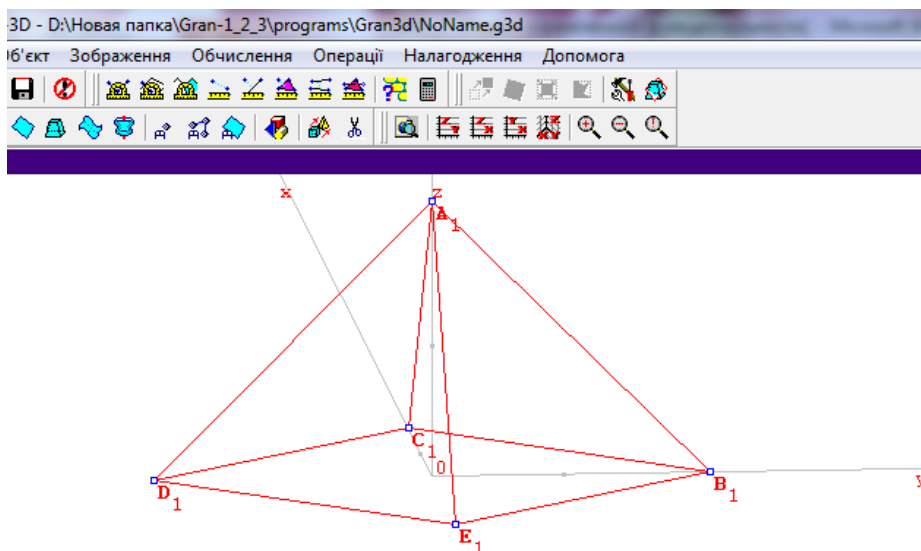 3D - D:\Новая папка\Gran-1_2_3\programs\Gran3d\NoName.g3d
Об'єкт Зображення Обчислення Операції Налагодження Допомога
x
z
A1
C1
0
D1
B1
y
E1